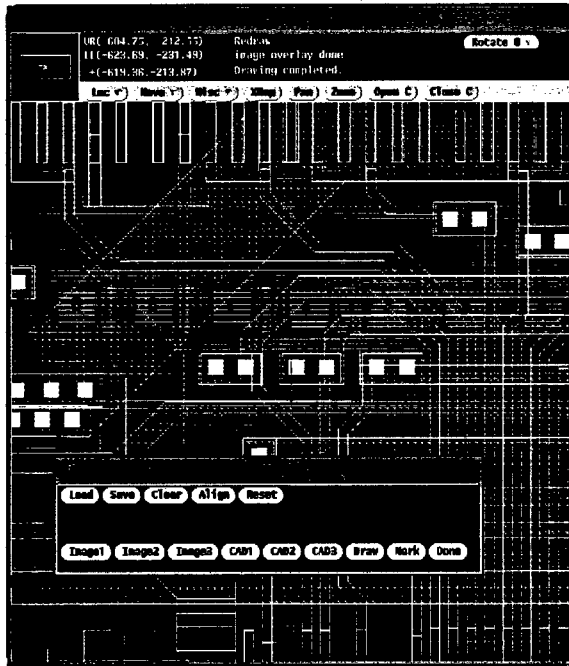 UR( 604.75, -212.55) Redraw Rotate 0
LL(-623.69, -231.49) image overlay done
+(-619.36,-213.87) Drawing completed.
Loc Move Misc XRay Pan Zoom Open C) Close C)
Load Save Clear Align Reset
Image1 Image2 Image3 CAD1 CAD2 CAD3 Draw Mark Done